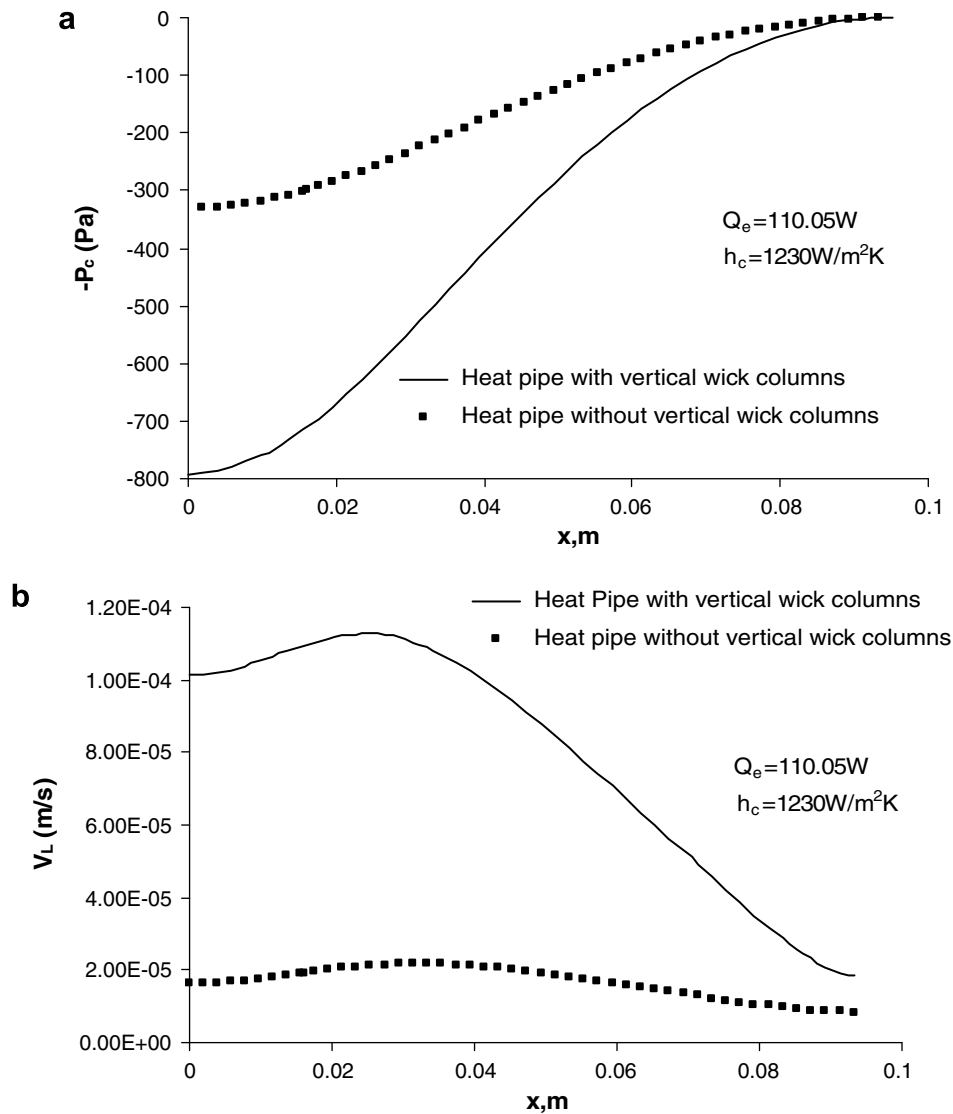 a
0
-100
-200
-300
-400
-500
-600
-700
-800
-Pc (Pa)
Qe=110.05W
hc=1230W/m²K
Heat pipe with vertical wick columns
Heat pipe without vertical wick columns
0
0.02
0.04
0.06
0.08
0.1
x,m
b
Heat Pipe with vertical wick columns
Heat pipe without vertical wick columns
1.20E-04
1.00E-04
8.00E-05
6.00E-05
4.00E-05
2.00E-05
0.00E+00
VL (m/s)
Qe=110.05W
hc=1230W/m²K
0
0.02
0.04
0.06
0.08
0.1
x,m